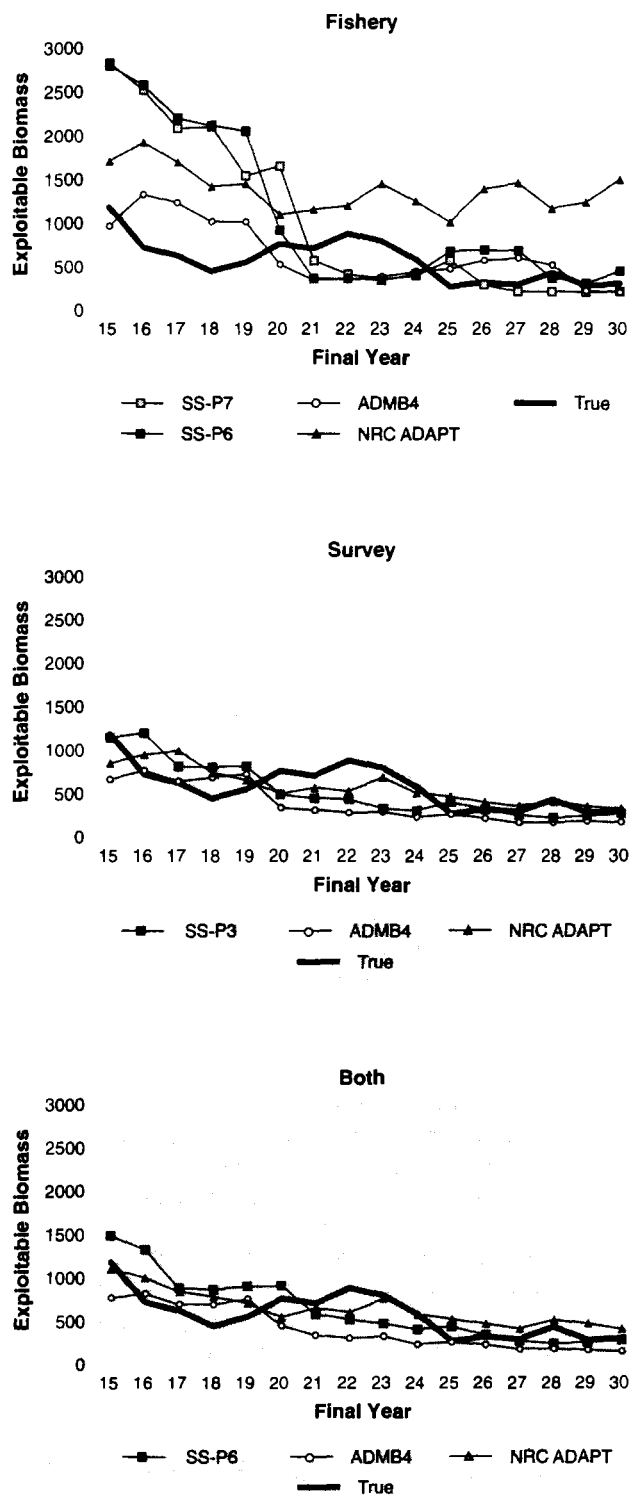 Fishery
3000
2500
2000
1500
1000
500
0
Exploitable Biomass
15 16 17 18 19 20 21 22 23 24 25 26 27 28 29 30
Final Year
SS-P7 ADMB4 True
SS-P6 NRC ADAPT
Survey
3000
2500
2000
1500
1000
500
0
Exploitable Biomass
15 16 17 18 19 20 21 22 23 24 25 26 27 28 29 30
Final Year
SS-P3 ADMB4 NRC ADAPT
True
Both
3000
2500
2000
1500
1000
500
0
Exploitable Biomass
15 16 17 18 19 20 21 22 23 24 25 26 27 28 29 30
Final Year
SS-P6 ADMB4 NRC ADAPT
True